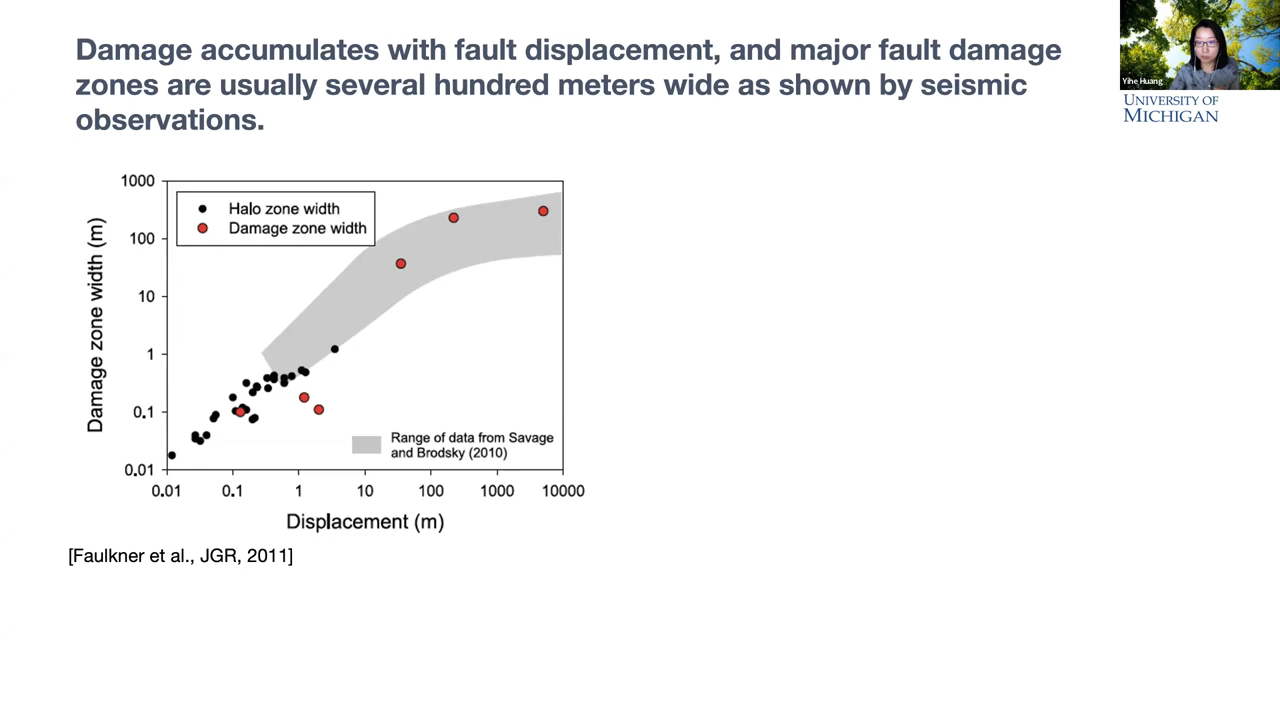 Damage accumulates with fault displacement, and major fault damage
zones are usually several hundred meters wide as shown by seismic
observations.
Yihe Huang
UNIVERSITY OF
MICHIGAN
1000
100
10
1
0.1
0.01
Damage zone width (m)
Halo zone width
Damage zone width
Range of data from Savage
and Brodsky (2010)
0.01 0.1 1 10 100 1000 10000
Displacement (m)
[Faulkner et al., JGR, 2011]